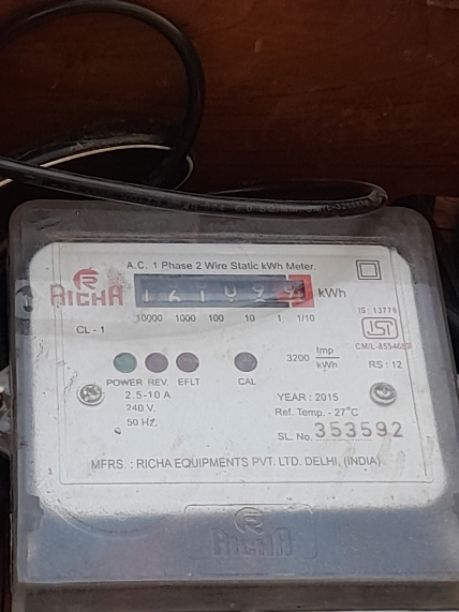 A.C. 1 Phase 2 Wire Static kWh Meter.
RICHA
kWh
10000 1000 100 10 1, 1/10
IS: 13779
ISI
CL - 1
3200 Imp
kWh
RS : 12
POWER REV. EFLT CAL
2.5-10 A
240 V.
50 Hz.
YEAR : 2015
Ref. Temp. - 27°C
SL. No. 353592
MFRS. : RICHA EQUIPMENTS PVT. LTD. DELHI, (INDIA)
RICHA